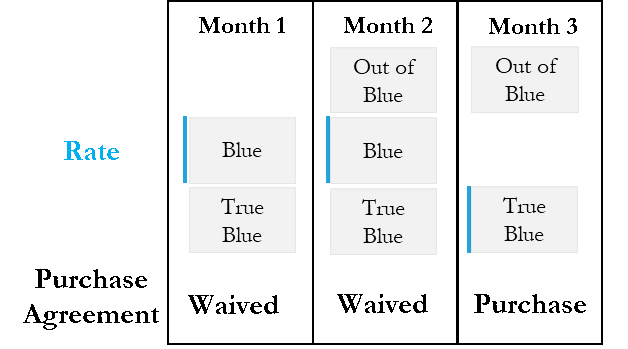 Month 1
Month 2
Month 3
Out of
Blue
Out of
Blue
Rate
Blue
Blue
True
Blue
True
Blue
True
Blue
Purchase
Agreement
Waived
Waived
Purchase